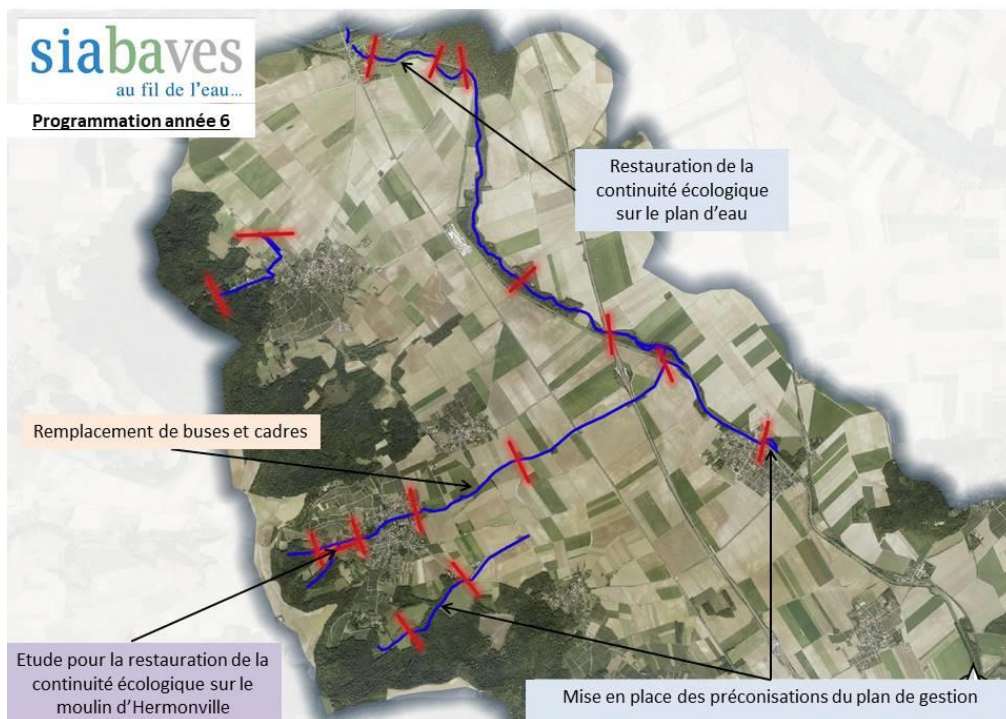 siabaves
au fil de l'eau...
Programmation année 6
Restauration de la
continuité écologique
sur le plan d'eau
Remplacement de buses et cadres
Etude pour la restauration de la
continuité écologique sur le
moulin d'Hermonville
Mise en place des préconisations du plan de gestion